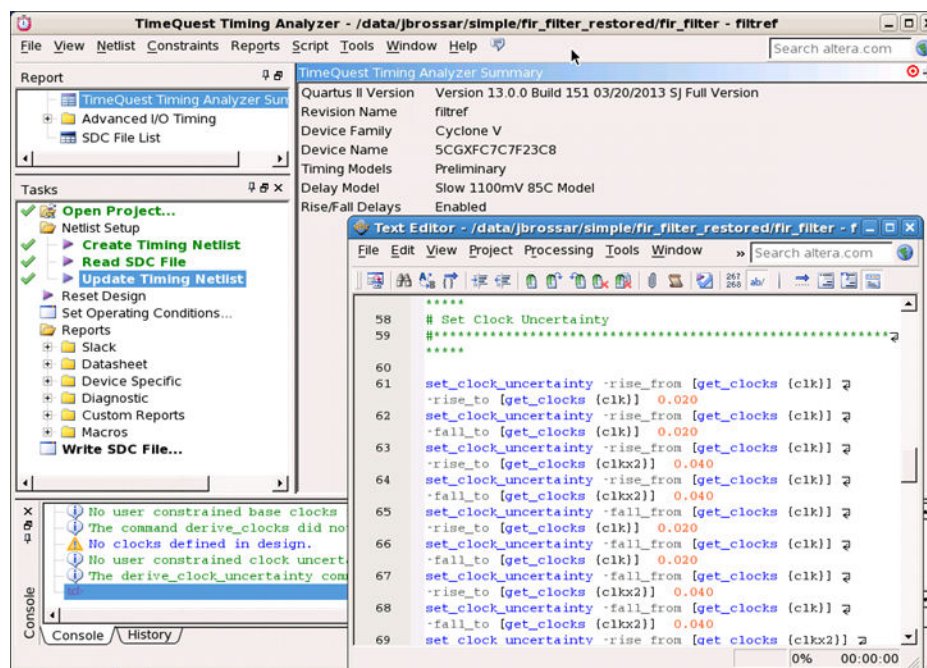 TimeQuest Timing Analyzer - /data/jbrossar/simple/fir_filter_restored/fir_filter - filtref
File View Netlist Constraints Reports Script Tools Window Help
Search altera.com
Report
TimeQuest Timing Analyzer Sum
Advanced I/O Timing
SDC File List
Tasks
Open Project...
Netlist Setup
Create Timing Netlist
Read SDC File
Update Timing Netlist
Reset Design
Set Operating Conditions...
Reports
Slack
Datasheet
Device Specific
Diagnostic
Custom Reports
Macros
Write SDC File...
TimeQuest Timing Analyzer Summary
Quartus II Version Version 13.0.0 Build 151 03/20/2013 SJ Full Version
Revision Name filtref
Device Family Cyclone V
Device Name 5CGXFC7C7F23C8
Timing Models Preliminary
Delay Model Slow 1100mV 85C Model
Rise/Fall Delays Enabled
Text Editor - /data/jbrossar/simple/fir_filter_restored/fir_filter - f
File Edit View Project Processing Tools Window » Search altera.com
267
268 ab/
*****
58 # Set Clock Uncertainty
59 #**********************************************************
*****
60
61 set_clock_uncertainty -rise_from [get_clocks {clk}]
-rise_to [get_clocks {clk}] 0.020
62 set_clock_uncertainty -rise_from [get_clocks {clk}]
-fall_to [get_clocks {clk}] 0.020
63 set_clock_uncertainty -rise_from [get_clocks {clk}]
-rise_to [get_clocks {clkx2}] 0.040
64 set_clock_uncertainty -rise_from [get_clocks {clk}]
-fall_to [get_clocks {clkx2}] 0.040
65 set_clock_uncertainty -fall_from [get_clocks {clk}]
-rise_to [get_clocks {clk}] 0.020
66 set_clock_uncertainty -fall_from [get_clocks {clk}]
-fall_to [get_clocks {clk}] 0.020
67 set_clock_uncertainty -fall_from [get_clocks {clk}]
-rise_to [get_clocks {clkx2}] 0.040
68 set_clock_uncertainty -fall_from [get_clocks {clk}]
-fall_to [get_clocks {clkx2}] 0.040
69 set_clock_uncertainty -rise_from [get_clocks {clkx2}]
0% 00:00:00
No user constrained base clocks
The command derive_clocks did no
No clocks defined in design.
No user constrained clock uncert
The derive_clock_uncertainty com
Console
Console History